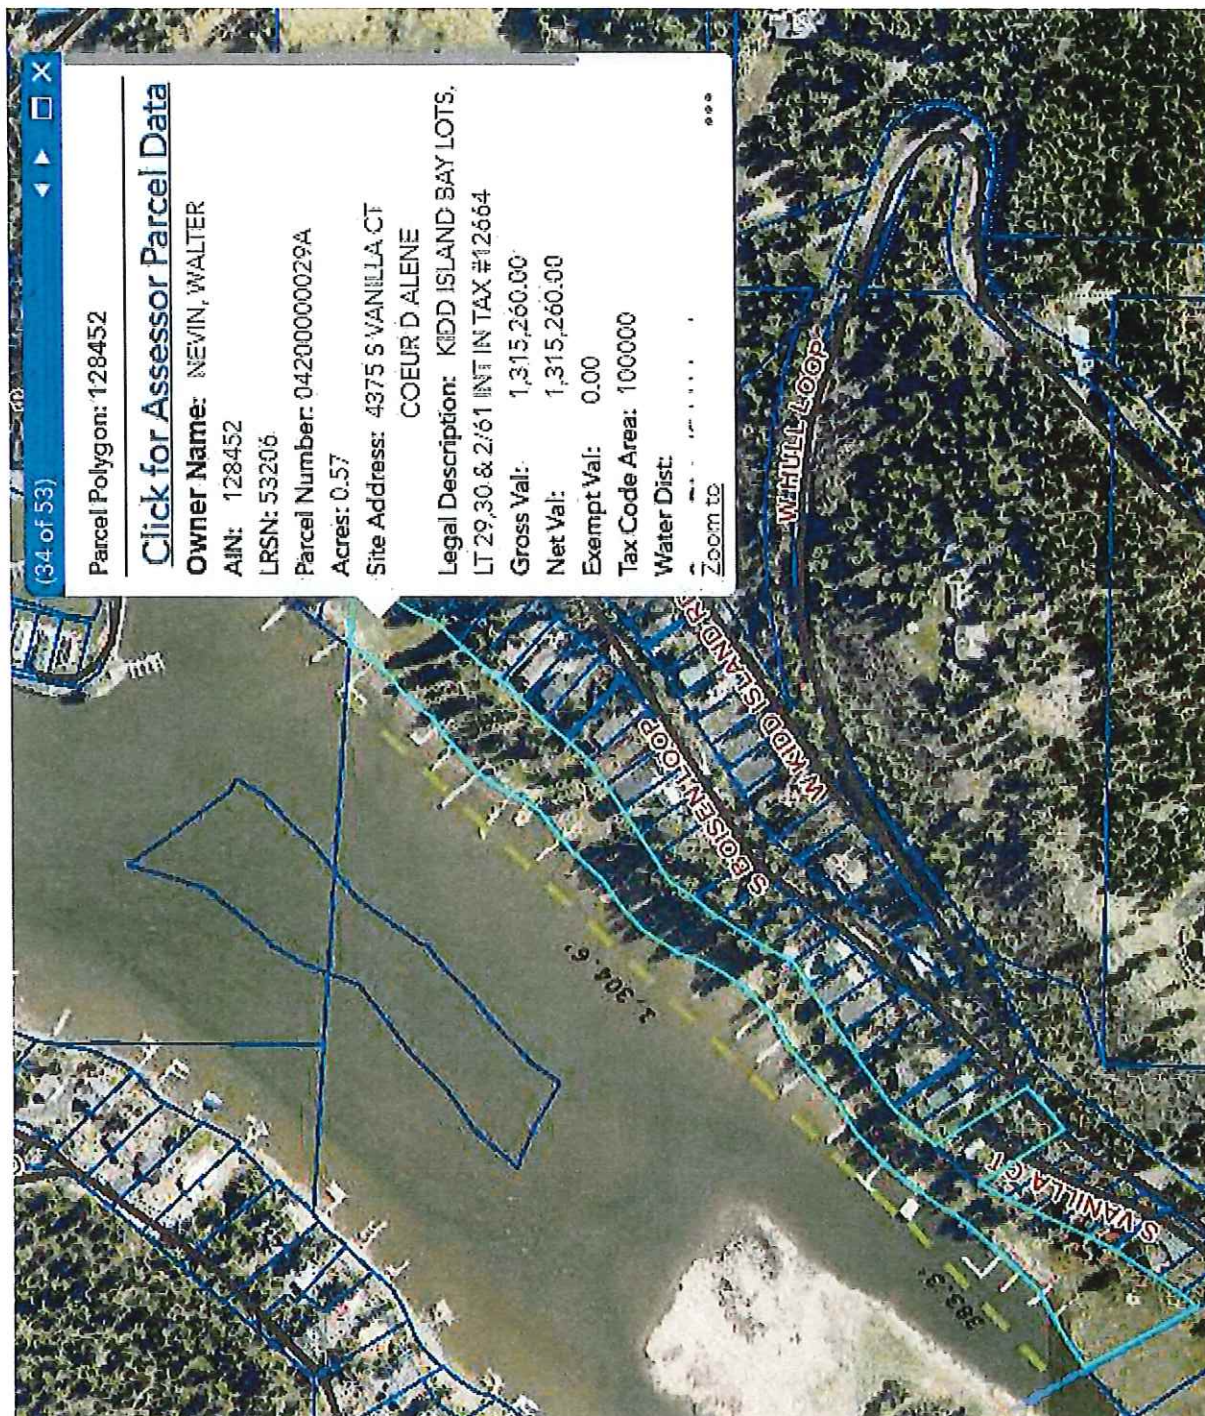 (34 of 53)
Parcel Polygon: 128452
Click for Assessor Parcel Data
Owner Name: NEVIN, WALTER
AIN: 128452
LRSN: 53206
Parcel Number: 04200000029A
Acres: 0.57
Site Address: 4375 S VANILLA CT
COEUR D ALENE
Legal Description: KIDD ISLAND BAY LOTS,
LT 29,30 & 2/61 INT IN TAX #12664
Gross Val: 1,315,260.00
Net Val: 1,315,260.00
Exempt Val: 0.00
Tax Code Area: 100000
Water Dist:
Zoom to
W HULL LOOP
W KIDD ISLAND
S BOISEN LOOP
S VANILLA CT
3,304.6'
383.3'